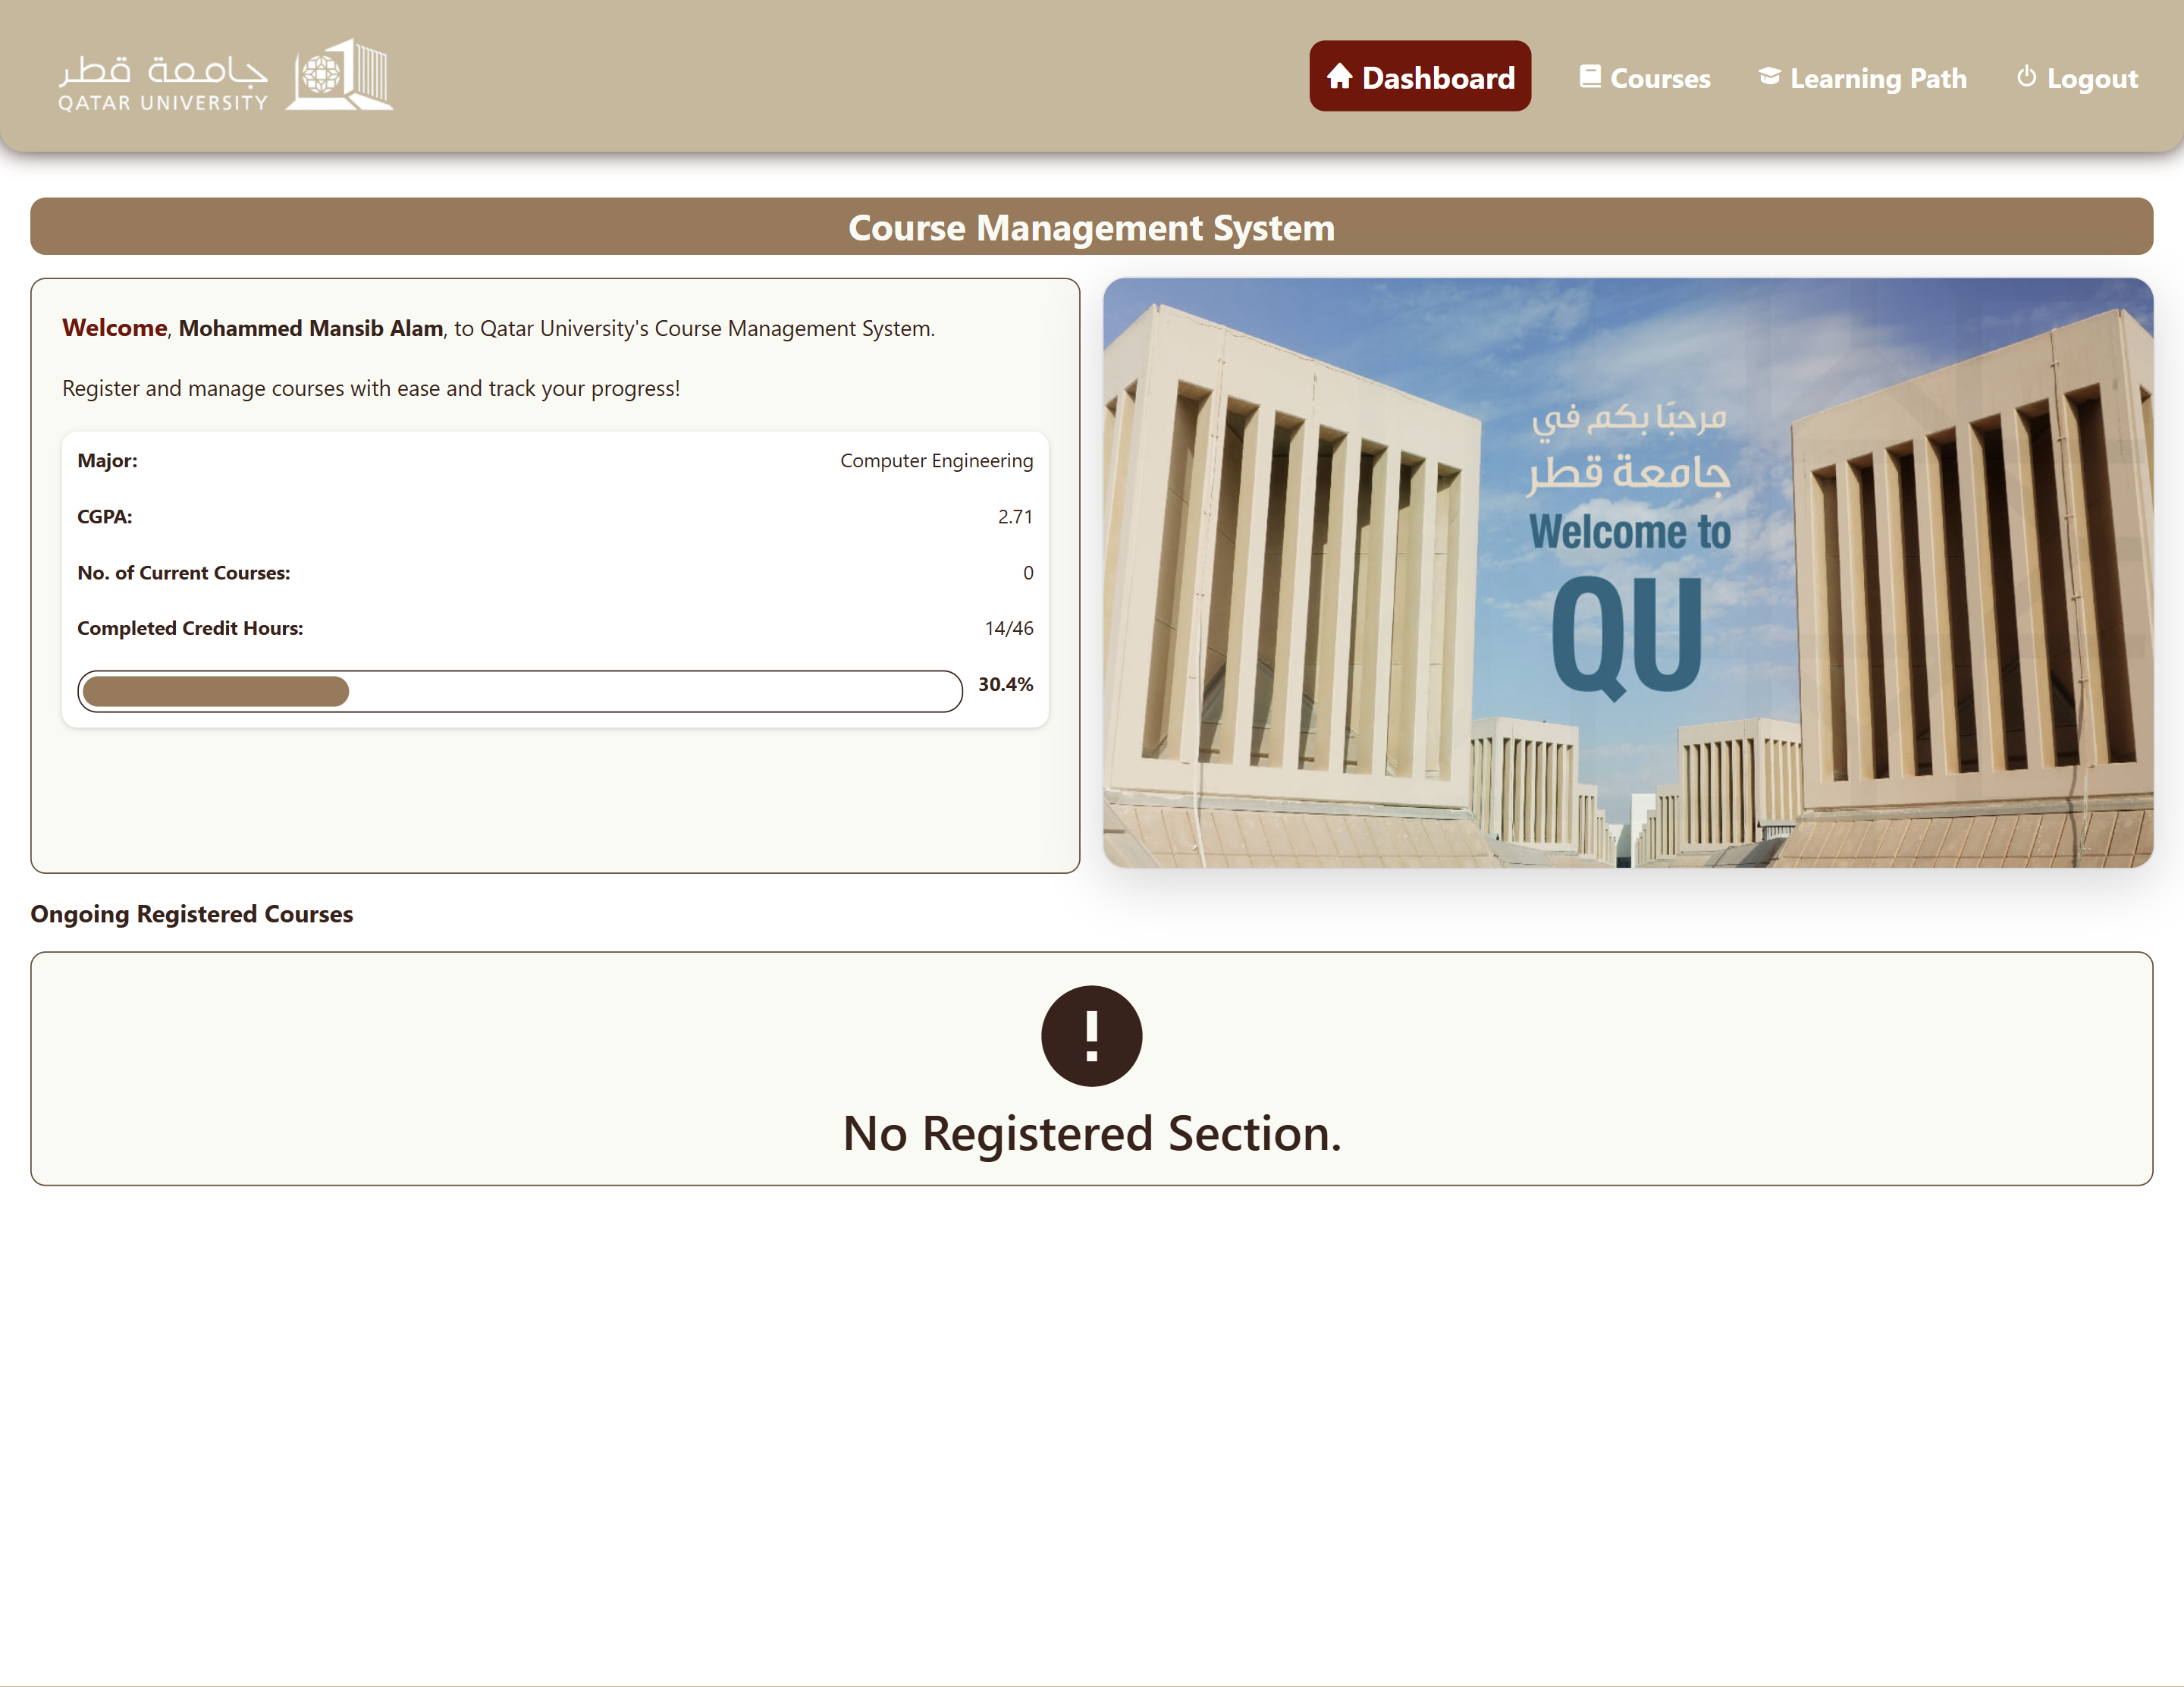 جامعة قطر
QATAR UNIVERSITY
Dashboard
Courses
Learning Path
Logout
Course Management System
Welcome, Mohammed Mansib Alam, to Qatar University's Course Management System.
Register and manage courses with ease and track your progress!
Major: Computer Engineering
CGPA: 2.71
No. of Current Courses: 0
Completed Credit Hours: 14/46
30.4%
مرحبًا بكم في
جامعة قطر
Welcome to
QU
Ongoing Registered Courses
No Registered Section.